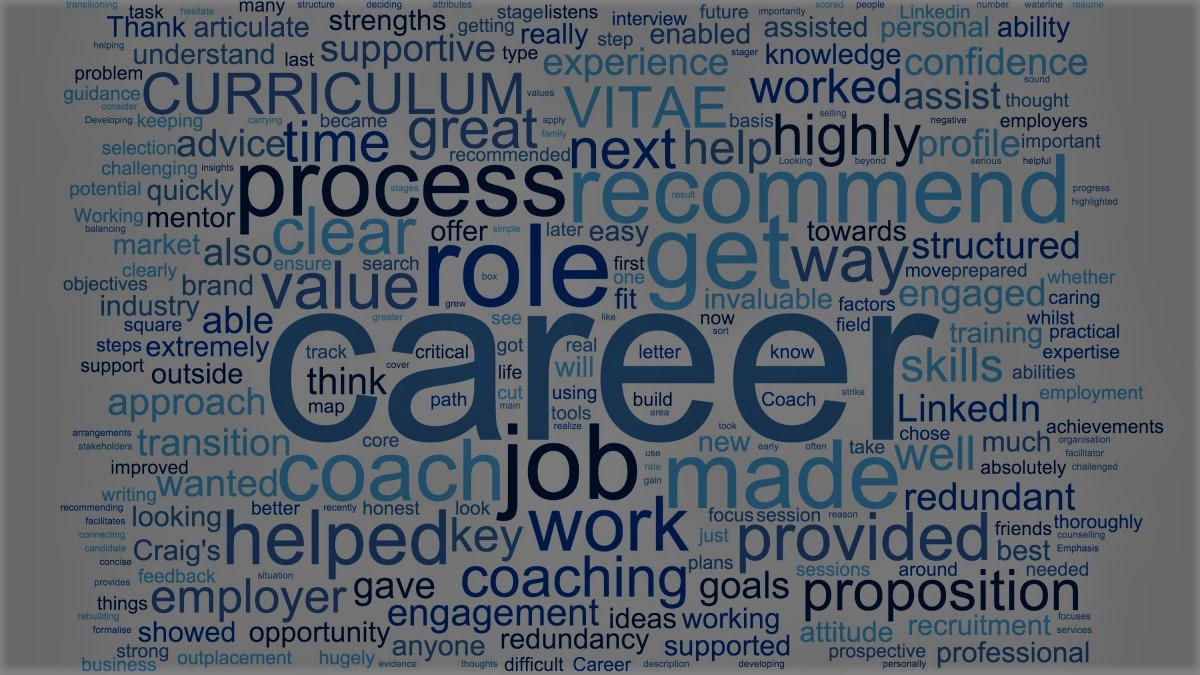 transitioning task hesitate many structure deciding attributes stage listens interview future importantly scored people Linkedin number waterline resume
Thank articulate strengths getting really step enabled assisted personal ability
helping understand last supportive type experience stager knowledge confidence
problem guidance CURRICULUM values VITAE worked assist sound thought
consider Developing keeping carrying became great apply family basis selling highly negative employers
selection advice time recommended next help Looking beyond profile serious helpful important
challenging insights process recommend result progress highlighted
potential quickly stages
Working balancing mentor clear offer simple later easy get towards structured
market also ensure search role box first one way move prepared whether
clearly objectives brand value grew fit invaluable factors engaged caring
industry square able greater see like now sort field training whilst practical
steps extremely career track critical got real letter know expertise
support outside think cover life will skills abilities
approach map path cut main using tools realize build area Coach strike LinkedIn employment
arrangements stakeholders transition core job took new early often take chose much achievements organisation
improved coach use rate gain made well absolutely facilitator challenged
writing wanted redundant
recommending facilitates looking better recently honest look work focus session reason friends thoroughly
connecting candidate Craig's helped key just provided best counselling Emphasis
concise provides feedback situation gave coaching plans goals sessions around proposition needed
things employer engagement ideas working
rebuilding formalise showed opportunity anyone redundancy supported attitude recruitment focuses services
strong business outplacement hugely evidence thoughts difficult Career description developing prospective personally professional